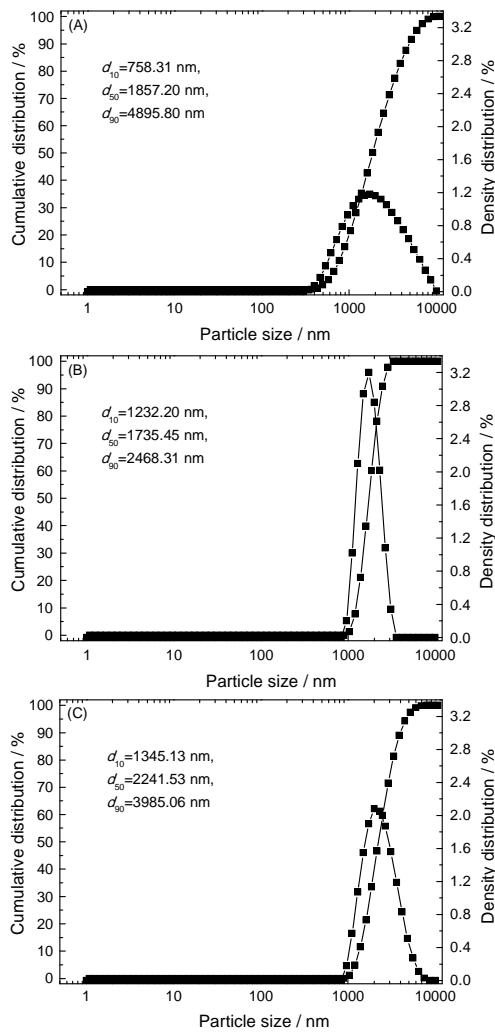 (A)
d10=758.31 nm,
d50=1857.20 nm,
d90=4895.80 nm
Cumulative distribution / %
100
90
80
70
60
50
40
30
20
10
0
Density distribution / %
3.2
2.8
2.4
2.0
1.6
1.2
0.8
0.4
0.0
1 10 100 1000 10000
Particle size / nm
(B)
d10=1232.20 nm,
d50=1735.45 nm,
d90=2468.31 nm
Cumulative distribution / %
100
90
80
70
60
50
40
30
20
10
0
Density distribution / %
3.2
2.8
2.4
2.0
1.6
1.2
0.8
0.4
0.0
1 10 100 1000 10000
Particle size / nm
(C)
d10=1345.13 nm,
d50=2241.53 nm,
d90=3985.06 nm
Cumulative distribution / %
100
90
80
70
60
50
40
30
20
10
0
Density distribution / %
3.2
2.8
2.4
2.0
1.6
1.2
0.8
0.4
0.0
1 10 100 1000 10000
Particle size / nm